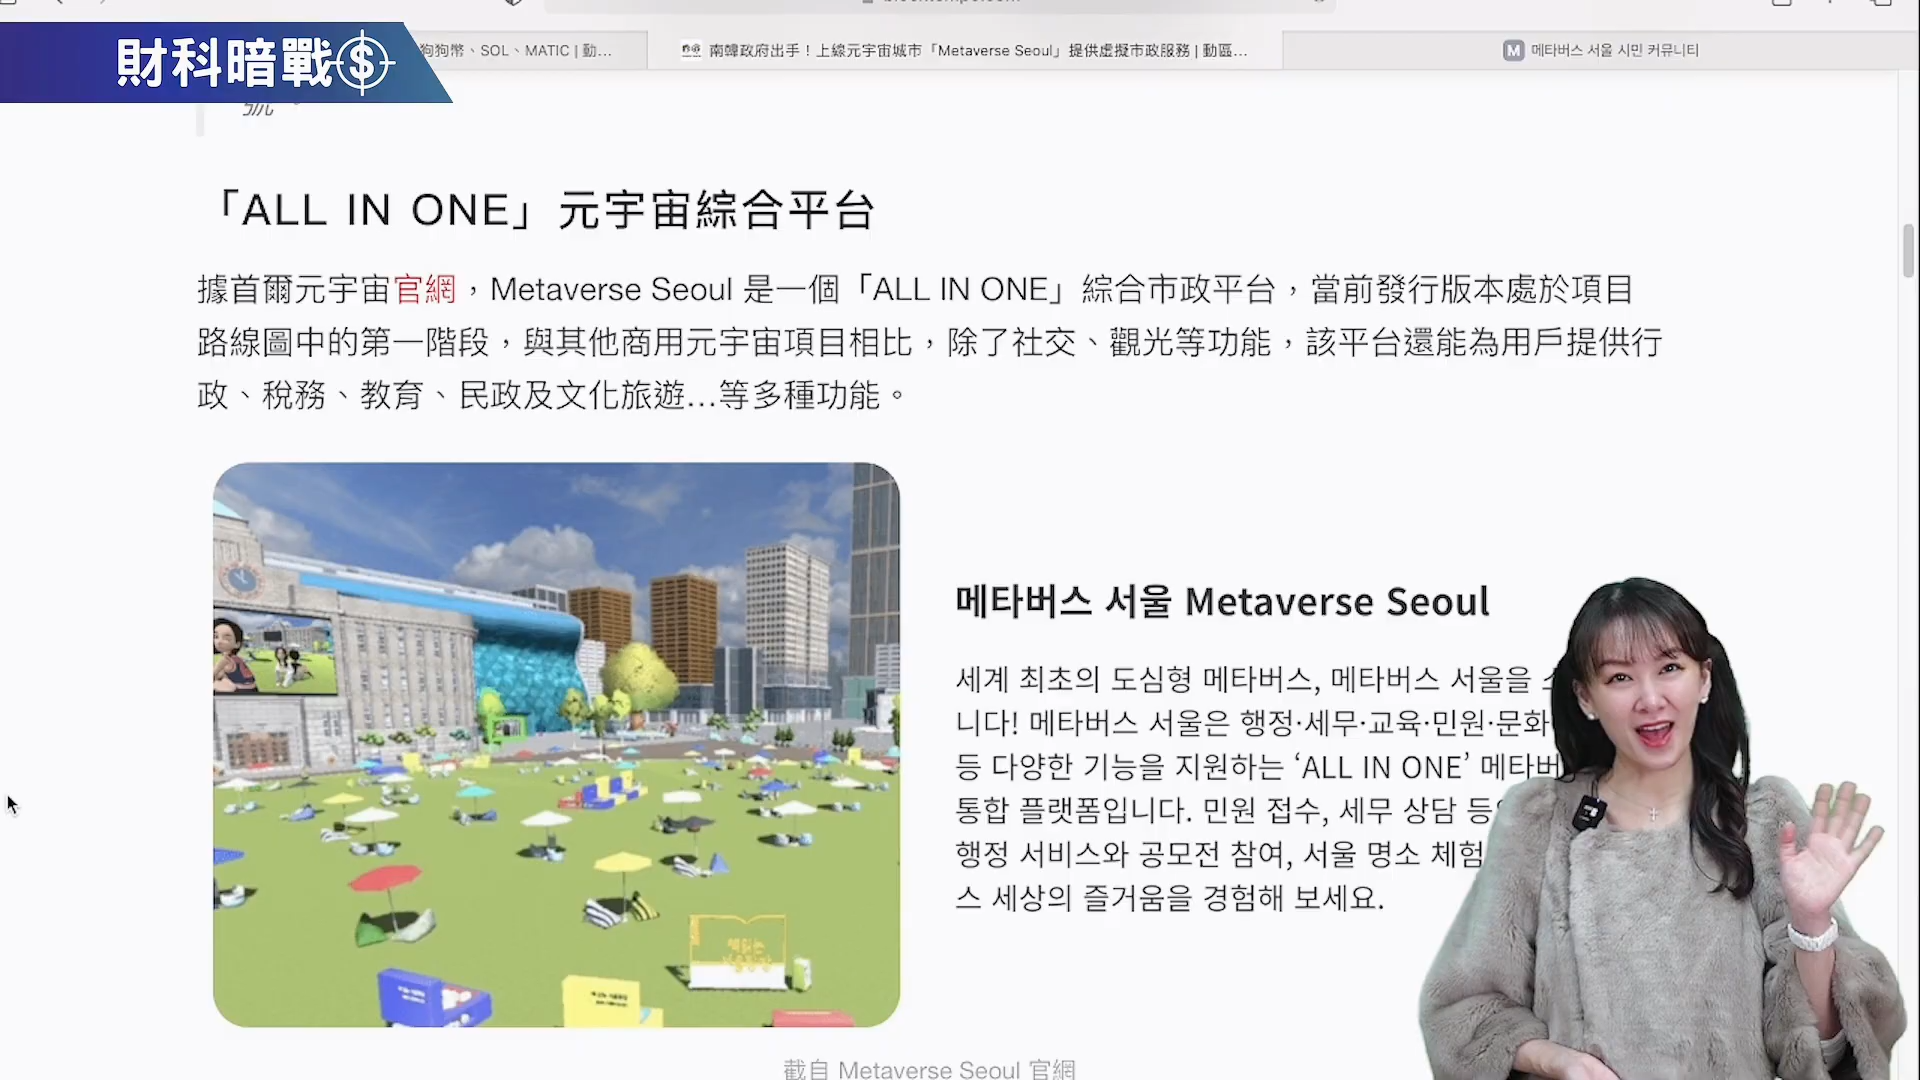 財科暗戰
狗狗幣、SOL、MATIC | 動...
南韓政府出手！上線元宇宙城市「Metaverse Seoul」提供虛擬市政服務 | 動區...
M 메타버스 서울 시민 커뮤니티
號。
「ALL IN ONE」元宇宙綜合平台
據首爾元宇宙官網，Metaverse Seoul 是一個「ALL IN ONE」綜合市政平台，當前發行版本處於項目
路線圖中的第一階段，與其他商用元宇宙項目相比，除了社交、觀光等功能，該平台還能為用戶提供行
政、稅務、教育、民政及文化旅遊...等多種功能。
메타버스 서울 Metaverse Seoul
세계 최초의 도심형 메타버스, 메타버스 서울을
니다! 메타버스 서울은 행정·세무·교육·민원·문화
등 다양한 기능을 지원하는 ‘ALL IN ONE’ 메타버
통합 플랫폼입니다. 민원 접수, 세무 상담 등
행정 서비스와 공모전 참여, 서울 명소 체험
스 세상의 즐거움을 경험해 보세요.
截自 Metaverse Seoul 官網